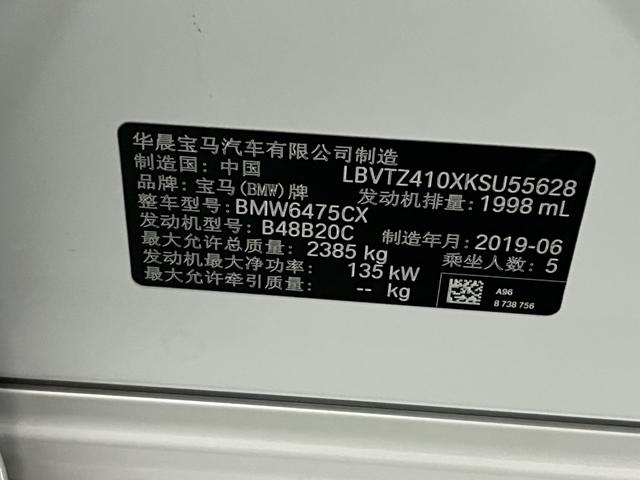 华晨宝马汽车有限公司制造
制造国: 中国 LBVTZ410XKSU55628
品牌: 宝马(BMW)牌 发动机排量: 1998 mL
整车型号: BMW6475CX
发动机型号: B48B20C 制造年月: 2019-06
最大允许总质量: 2385 kg 乘坐人数: 5
发动机最大净功率: 135 kW
最大允许牵引质量: -- kg
A96
8 738 756